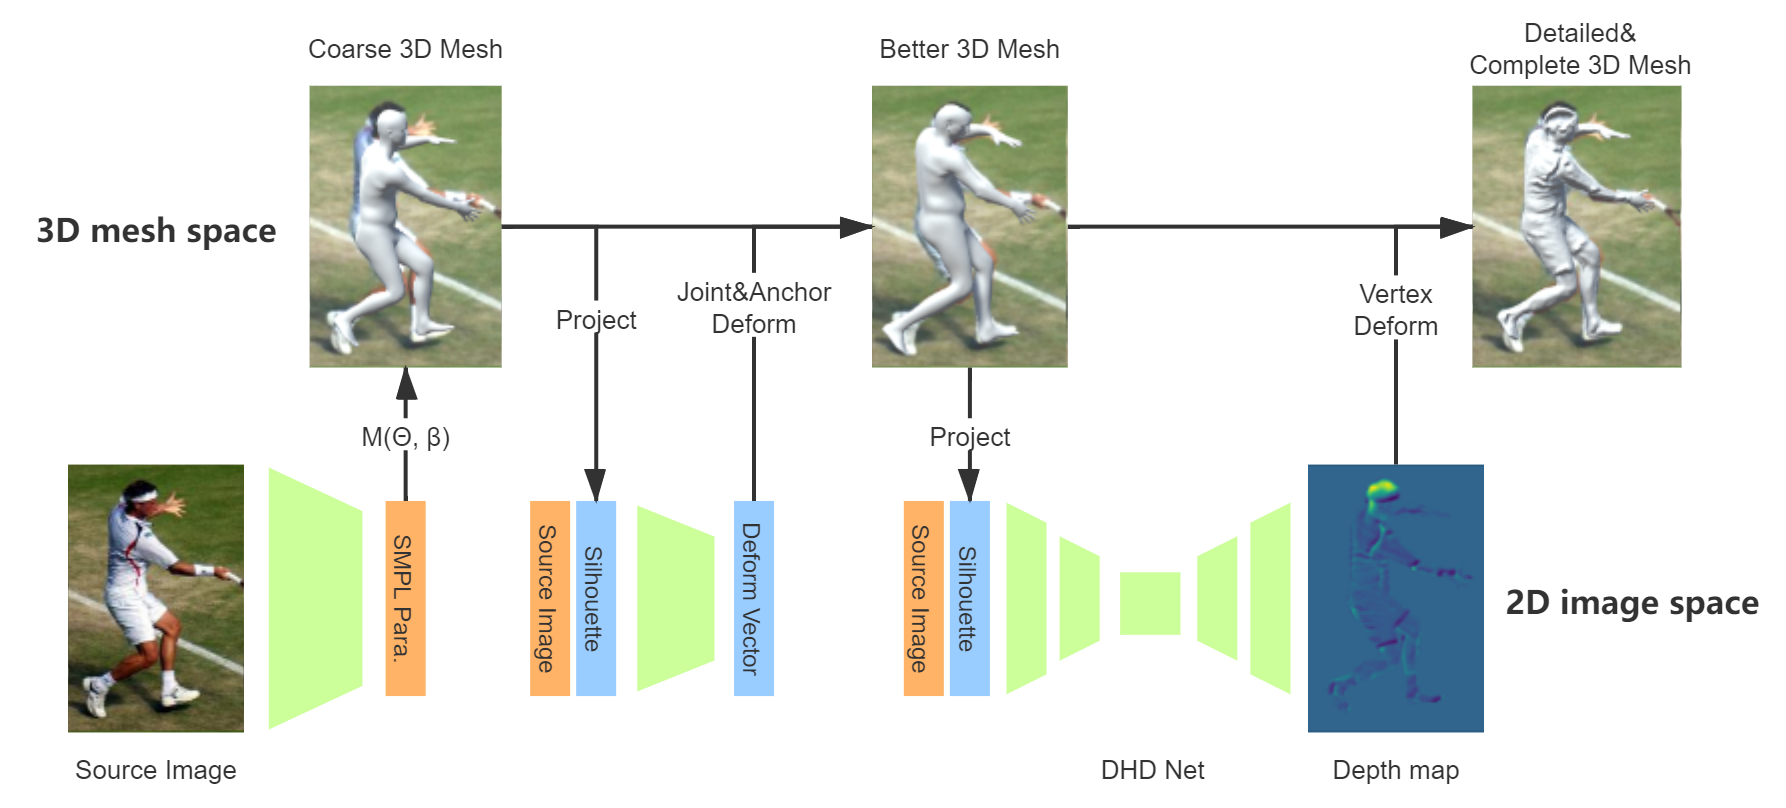 Coarse 3D Mesh
Better 3D Mesh
Detailed&
Complete 3D Mesh
3D mesh space
Project
Joint&Anchor
Deform
Vertex
Deform
M(Θ, β)
Project
SMPL Para.
Source Image
Silhouette
Deform Vector
Source Image
Silhouette
2D image space
Source Image
DHD Net
Depth map